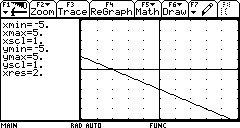 F1 F2 Zoom F3 Trace F4 ReGraph F5 Math F6 Draw F7
xmin=-5.
xmax=5.
xscl=1.
ymin=-5.
ymax=5.
yscl=1.
xres=2.
MAIN RAD AUTO FUNC